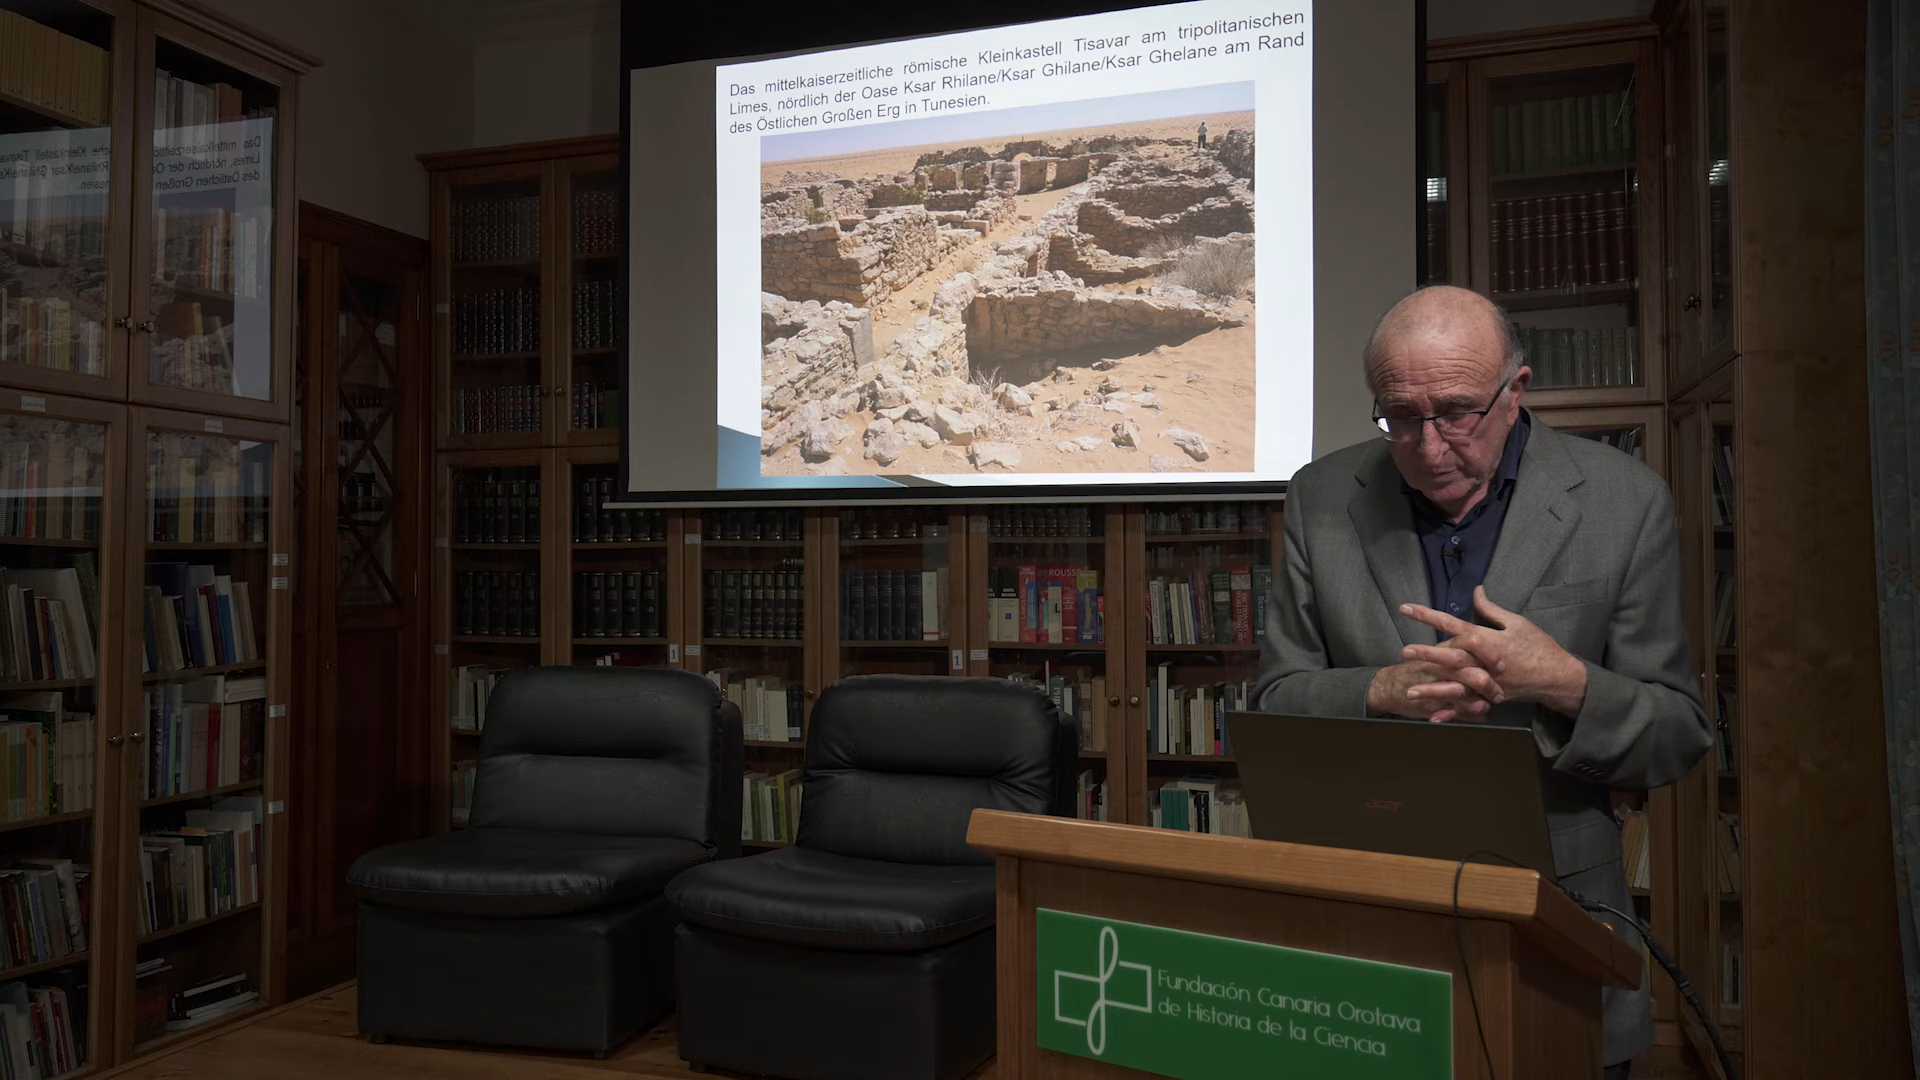 Das mittelkaiserzeitliche römische Kleinkastell Tisavar am tripolitanischen
Limes, nördlich der Oase Ksar Rhilane/Ksar Ghilane/Ksar Ghelane am Rand
des Östlichen Großen Erg in Tunesien.
ROUSS
acer
Fundación Canaria Orotava
de Historia de la Ciencia